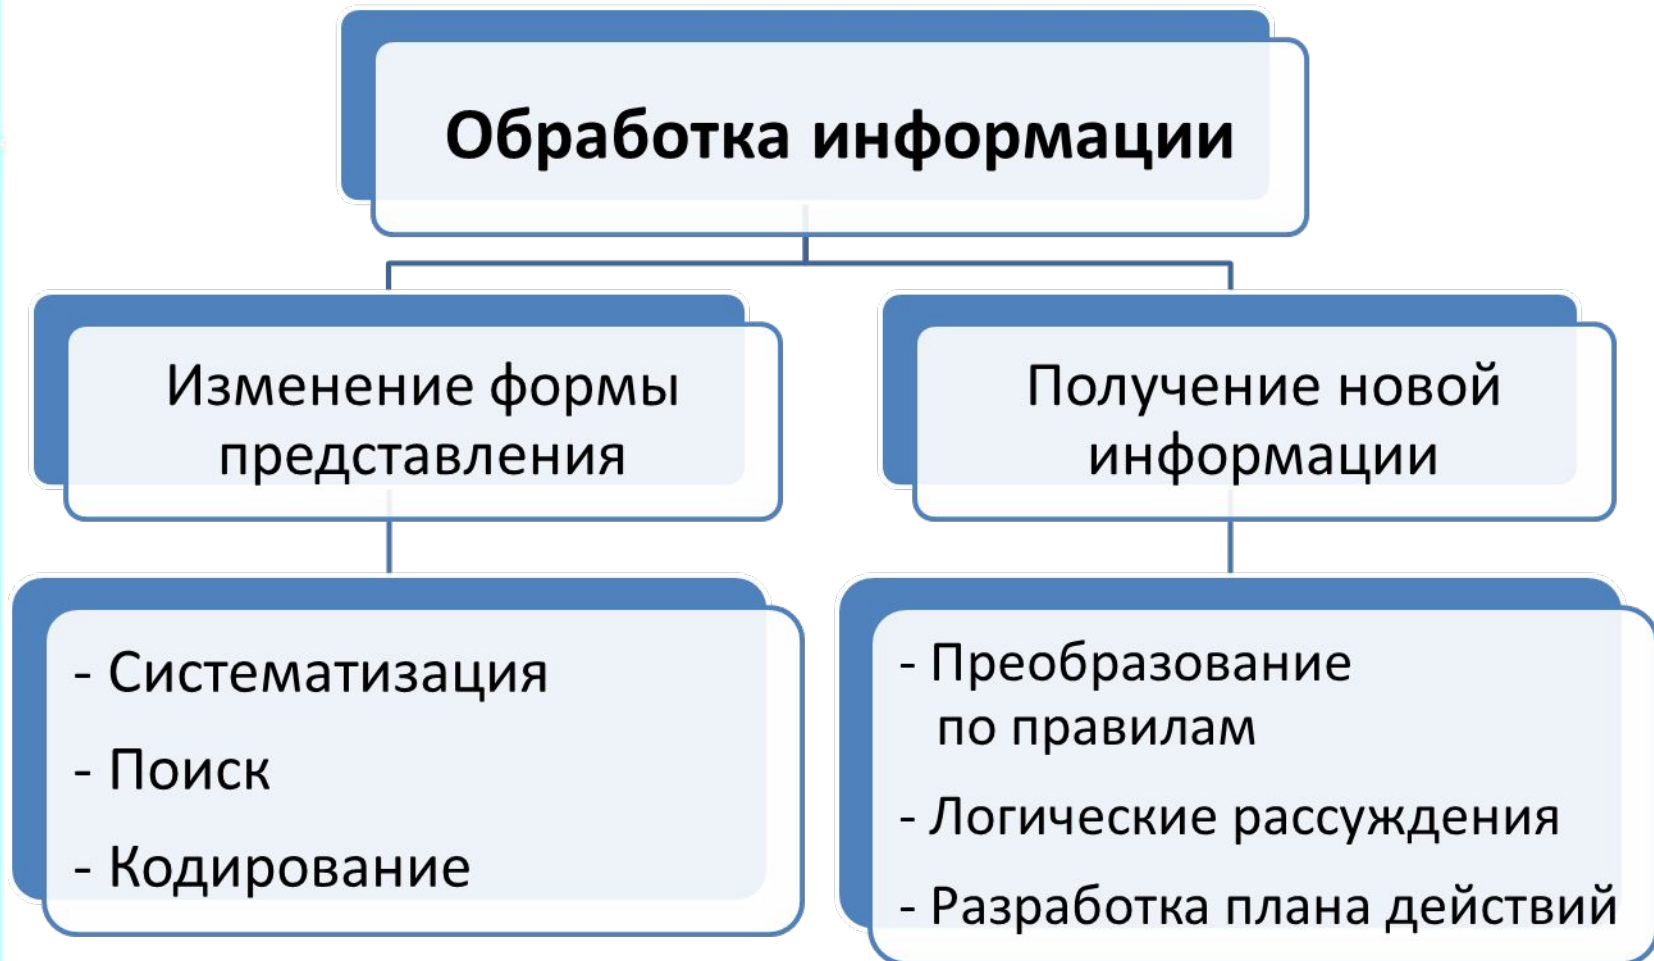 Обработка информации
Изменение формы
представления
Получение новой
информации
- Систематизация
- Поиск
- Кодирование
- Преобразование
по правилам
- Логические рассуждения
- Разработка плана действий